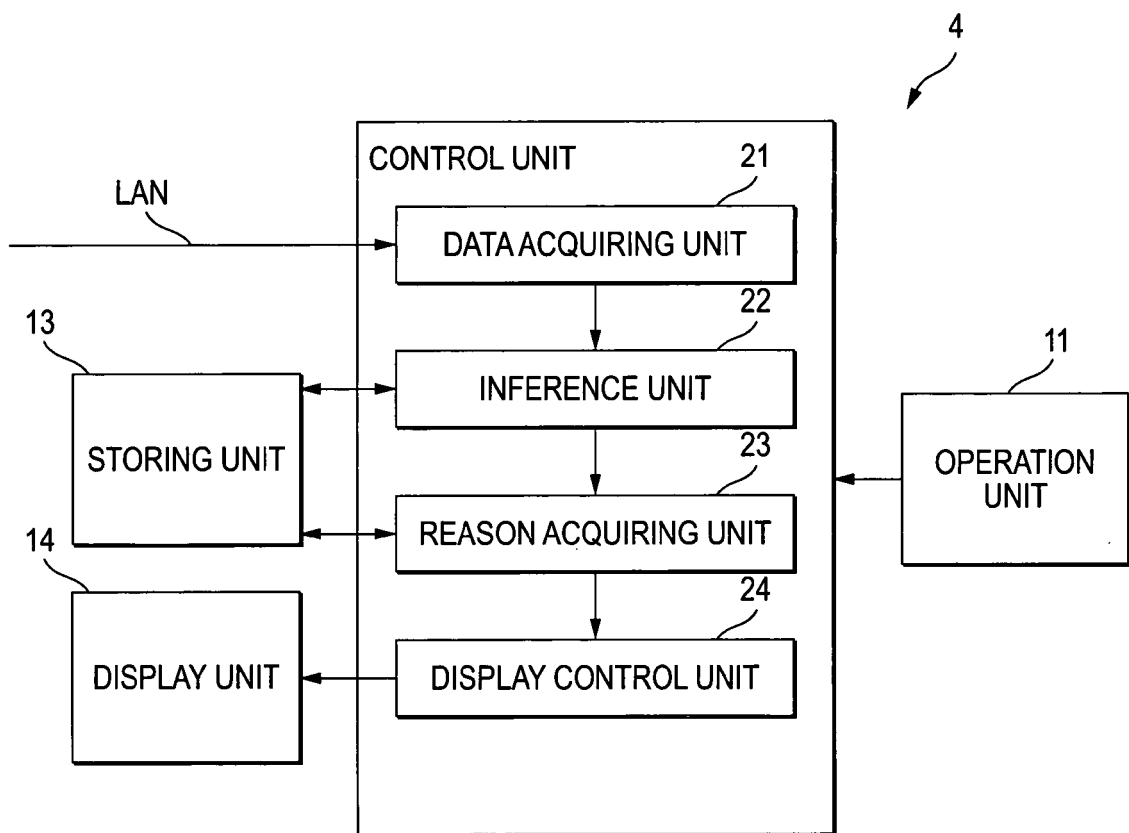 4
CONTROL UNIT
21
LAN
DATA ACQUIRING UNIT
13
22
11
INFERENCE UNIT
STORING UNIT
OPERATION
UNIT
23
REASON ACQUIRING UNIT
14
24
DISPLAY UNIT
DISPLAY CONTROL UNIT